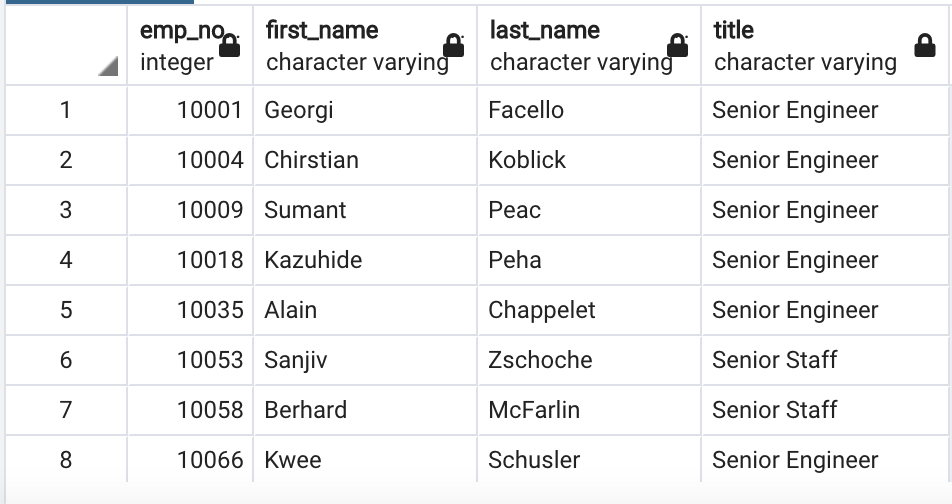 emp_no first_name last_name title
integer character varying character varying character varying
1 10001 Georgi Facello Senior Engineer
2 10004 Chirstian Koblick Senior Engineer
3 10009 Sumant Peac Senior Engineer
4 10018 Kazuhide Peha Senior Engineer
5 10035 Alain Chappelet Senior Engineer
6 10053 Sanjiv Zschoche Senior Staff
7 10058 Berhard McFarlin Senior Staff
8 10066 Kwee Schusler Senior Engineer